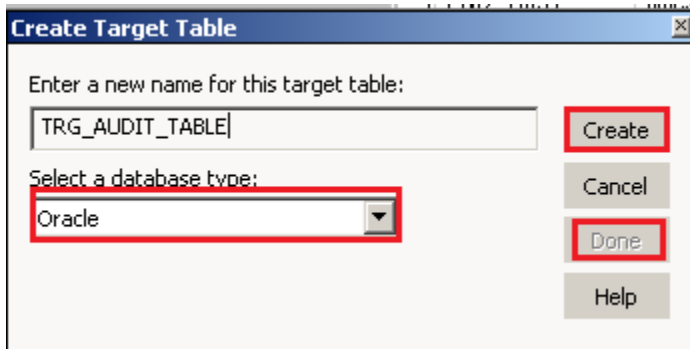 Create Target Table
Enter a new name for this target table:
TRG_AUDIT_TABLE
Create
Select a database type:
Cancel
Oracle
Done
Help